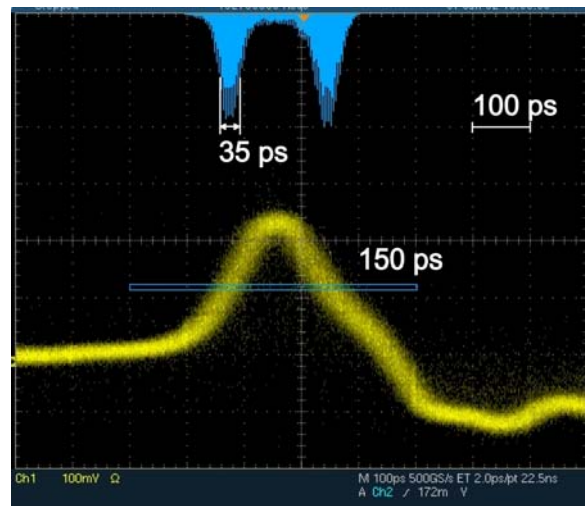 100 ps
35 ps
150 ps
Ch1 100mV Ω M 100ps 500GS/s ET 2.0ps/pt 22.5ns
A Ch2 ∕ 172m V